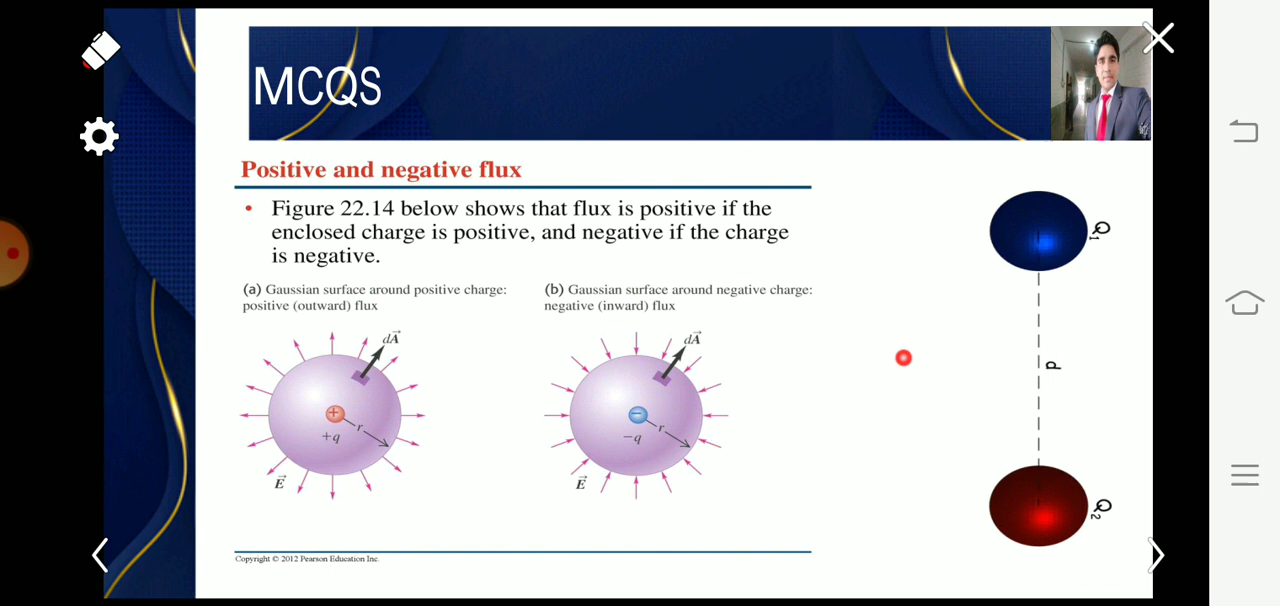 MCQS
Positive and negative flux
• Figure 22.14 below shows that flux is positive if the
enclosed charge is positive, and negative if the charge
is negative.
(a) Gaussian surface around positive charge:
positive (outward) flux
(b) Gaussian surface around negative charge:
negative (inward) flux
dA⃗
+
+q
r
E⃗
dA⃗
−
−q
r
E⃗
Q₁
d
Q₂
Copyright © 2012 Pearson Education Inc.